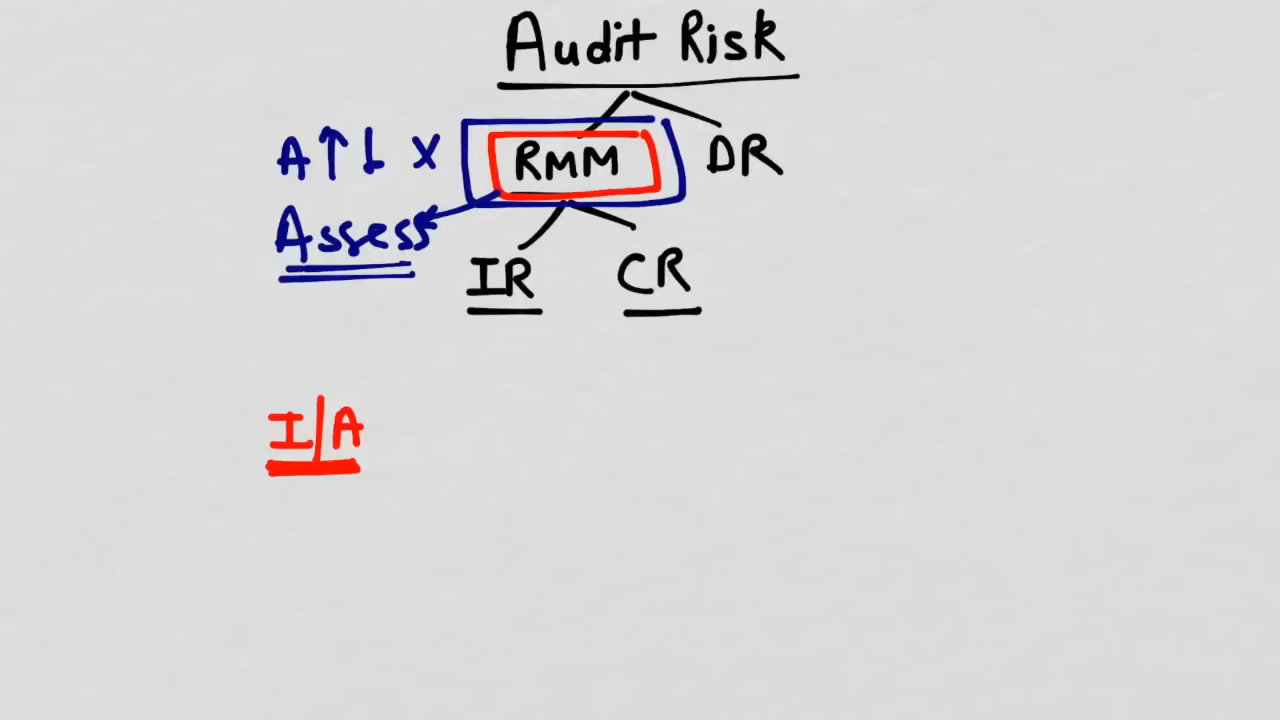 Audit Risk
A ↑ ↓ X RMM DR
Assess
IR CR
I/A